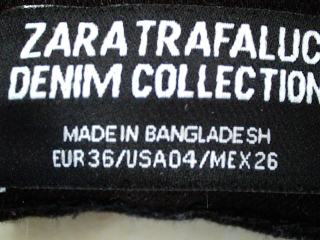 ZARA TRAFALUC
DENIM COLLECTION
MADE IN BANGLADESH
EUR 36/USA 04/MEX 26